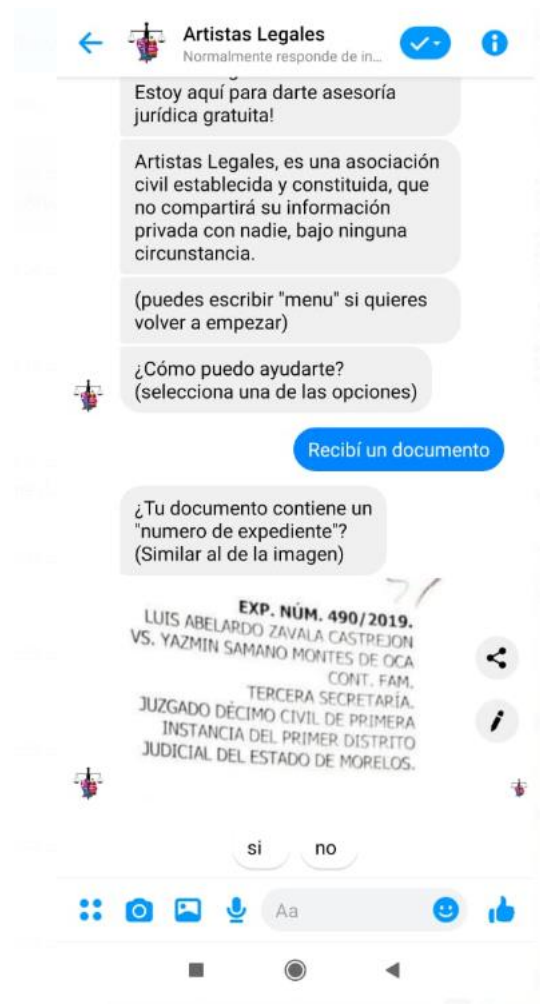 Artistas Legales
Normalmente responde de in...
Estoy aquí para darte asesoría
jurídica gratuita!
Artistas Legales, es una asociación
civil establecida y constituida, que
no compartirá su información
privada con nadie, bajo ninguna
circunstancia.
(puedes escribir "menu" si quieres
volver a empezar)
¿Cómo puedo ayudarte?
(selecciona una de las opciones)
Recibí un documento
¿Tu documento contiene un
"numero de expediente"?
(Similar al de la imagen)
EXP. NÚM. 490/2019.
LUIS ABELARDO ZAVALA CASTREJON
VS. YAZMIN SAMANO MONTES DE OCA
CONT. FAM.
TERCERA SECRETARÍA.
JUZGADO DÉCIMO CIVIL DE PRIMERA
INSTANCIA DEL PRIMER DISTRITO
JUDICIAL DEL ESTADO DE MORELOS.
si no
Aa